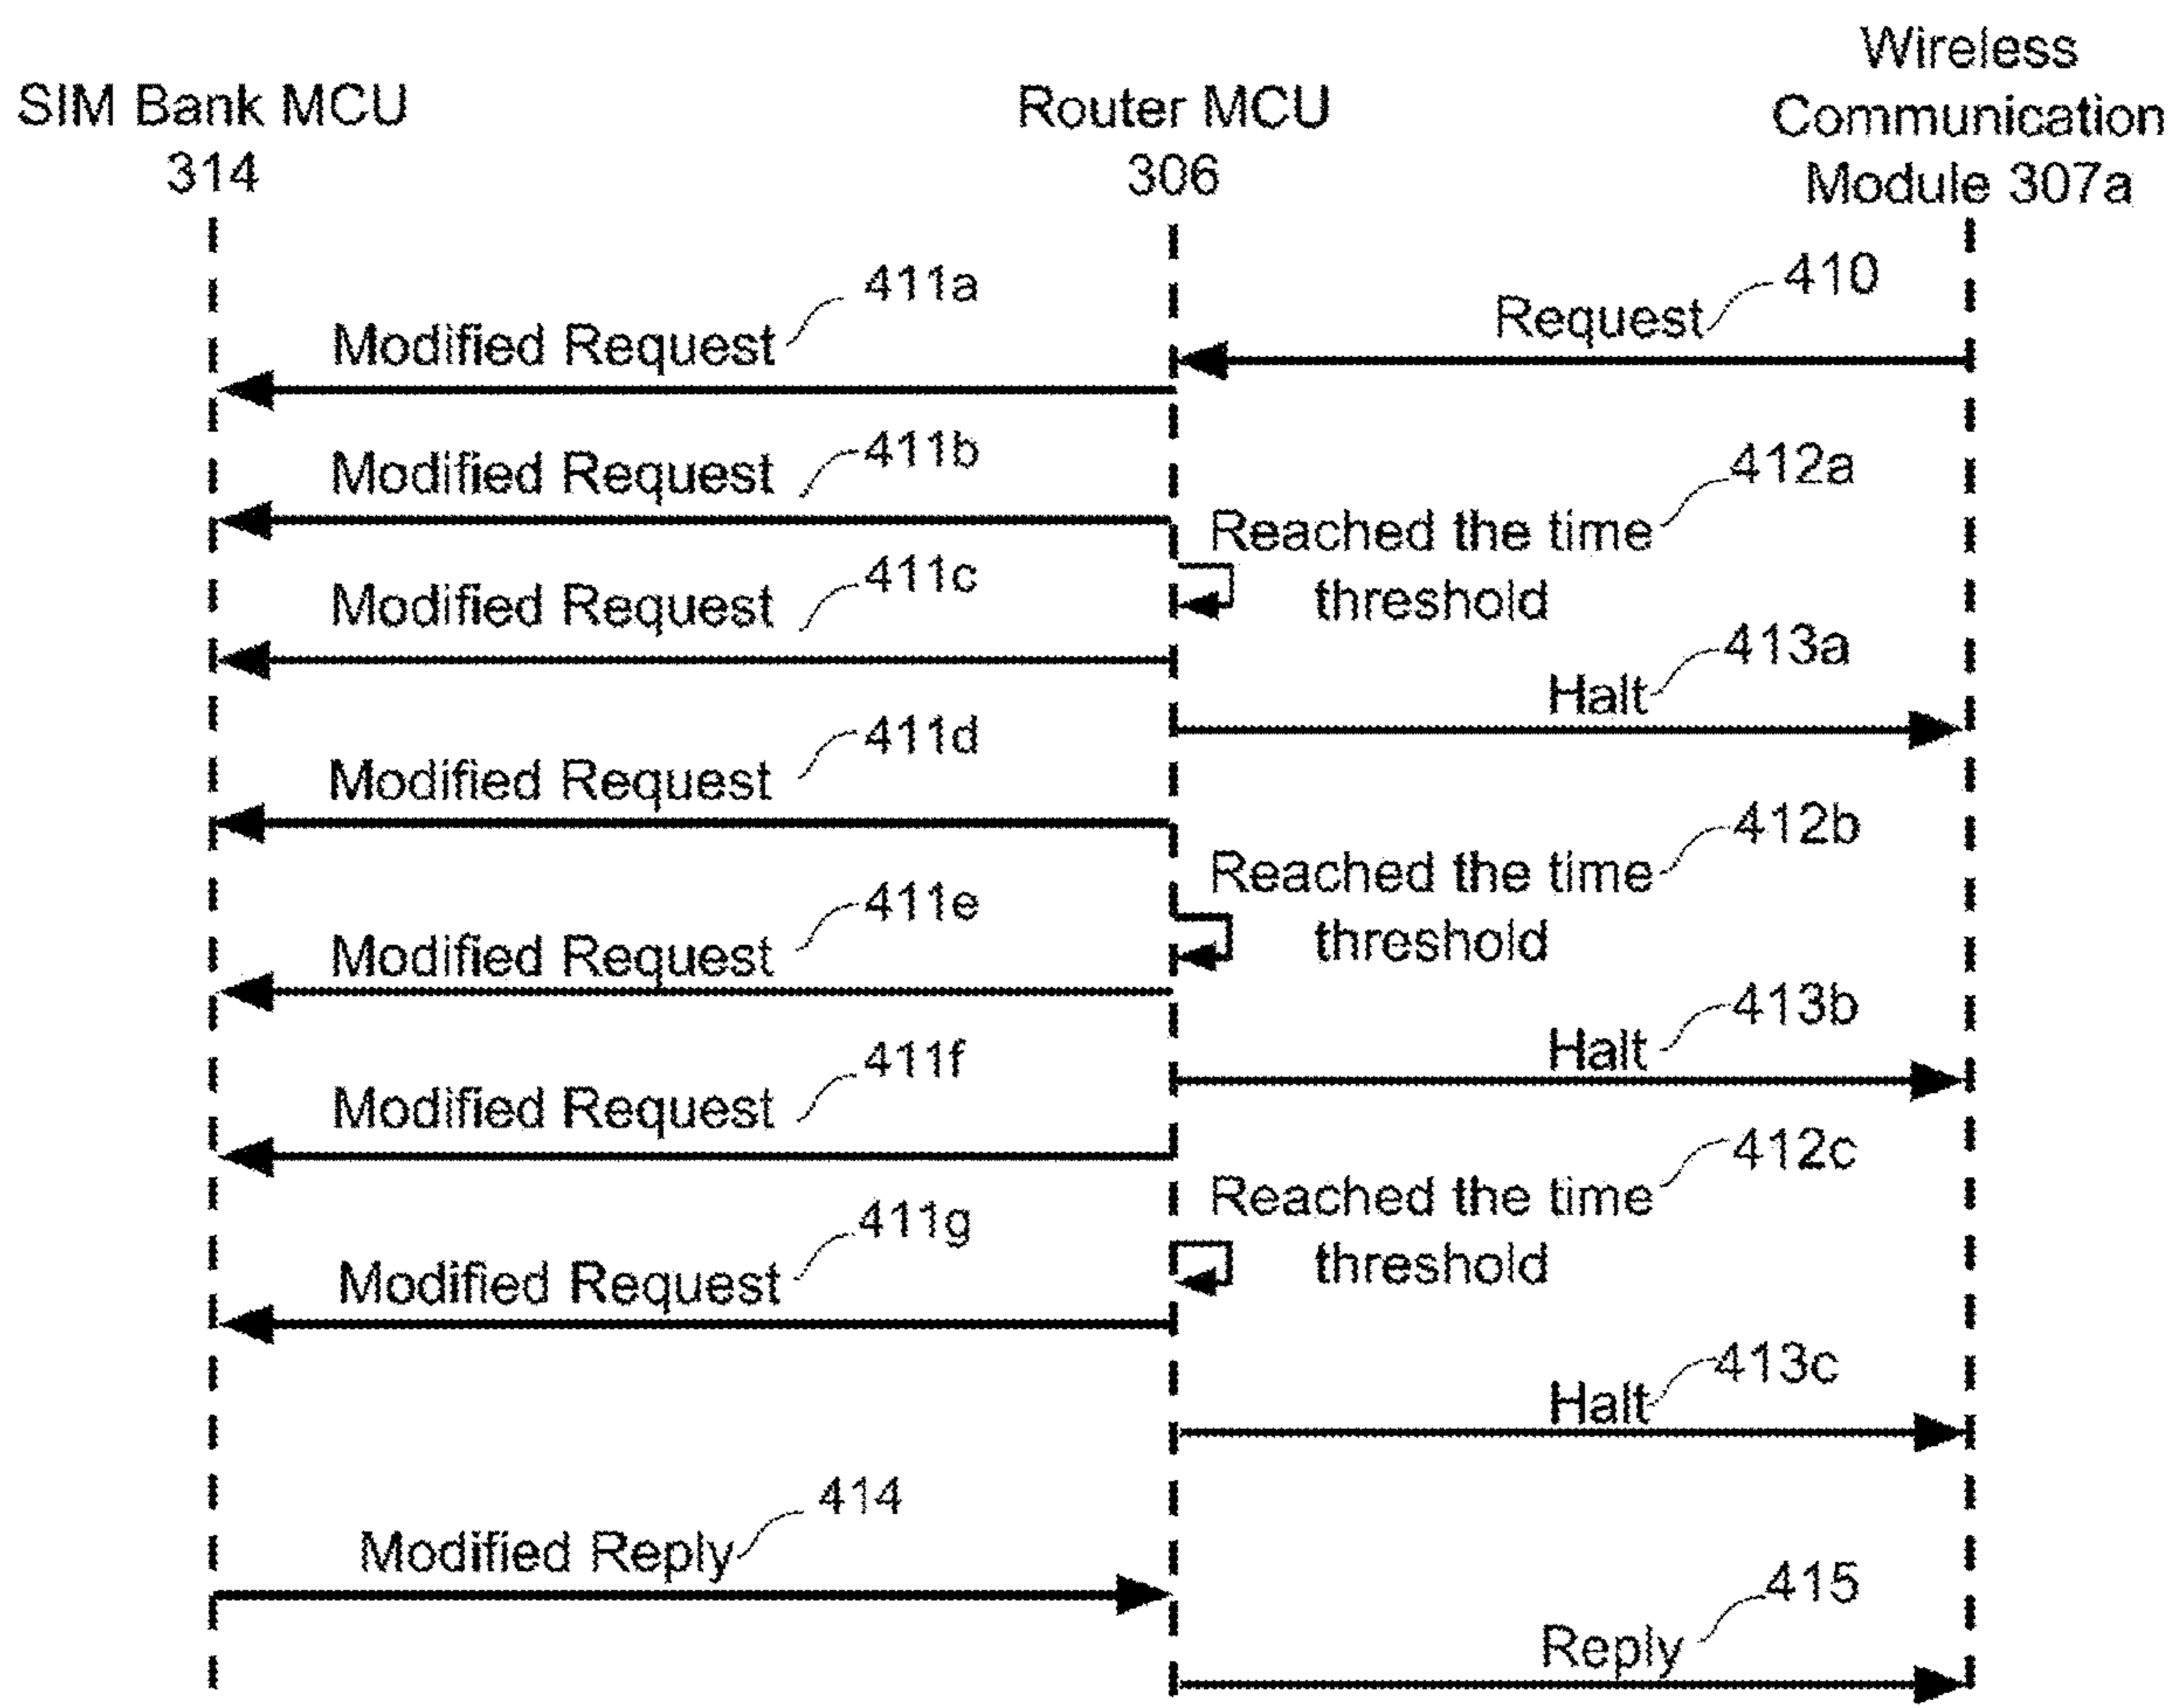 SIM Bank MCU
314
Router MCU
306
Wireless
Communication
Module 307a
410
Request
411a
Modified Request
411b
Modified Request
412a
Reached the time
threshold
411c
Modified Request
413a
Halt
411d
Modified Request
412b
Reached the time
threshold
411e
Modified Request
413b
Halt
411f
Modified Request
412c
Reached the time
threshold
411g
Modified Request
413c
Halt
414
Modified Reply
415
Reply